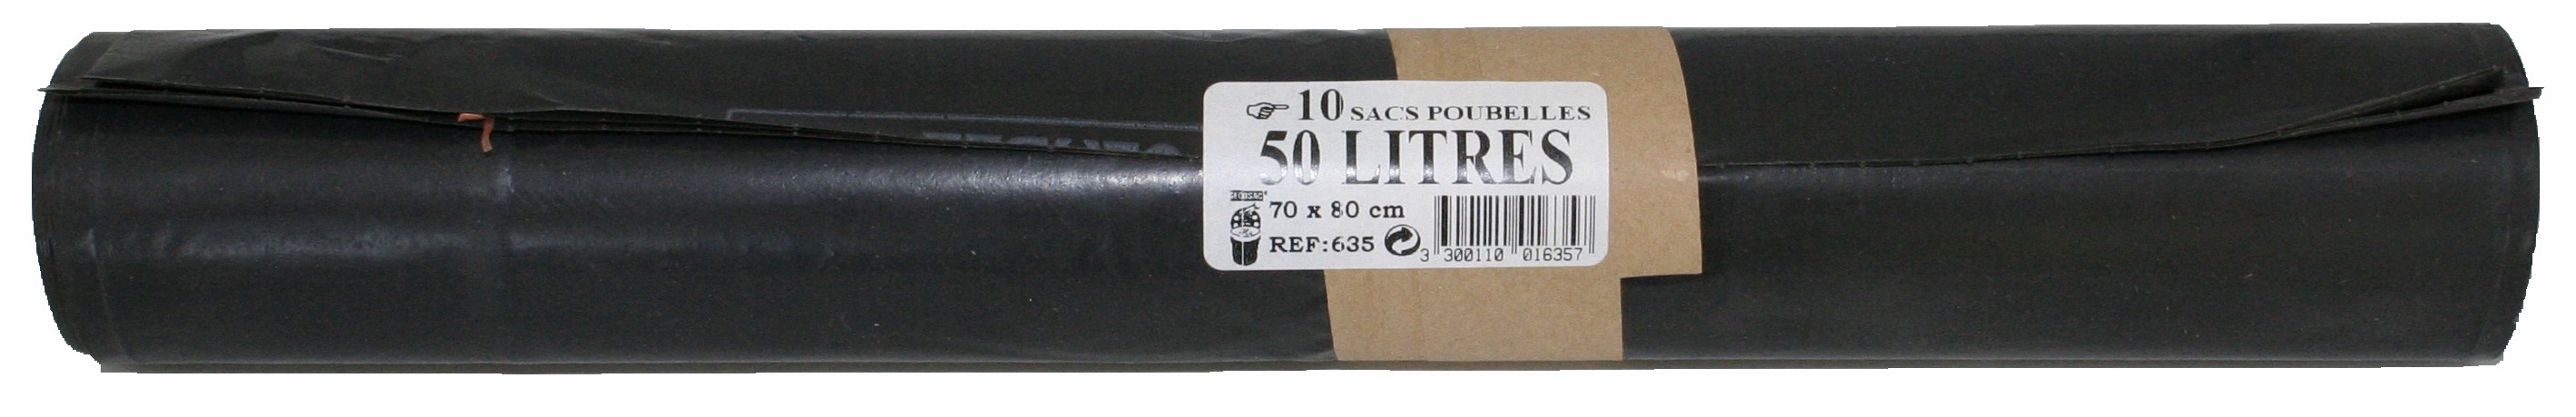 10 SACS POUBELLES
50 LITRES
70 x 80 cm
REF:635
3 300110 016357